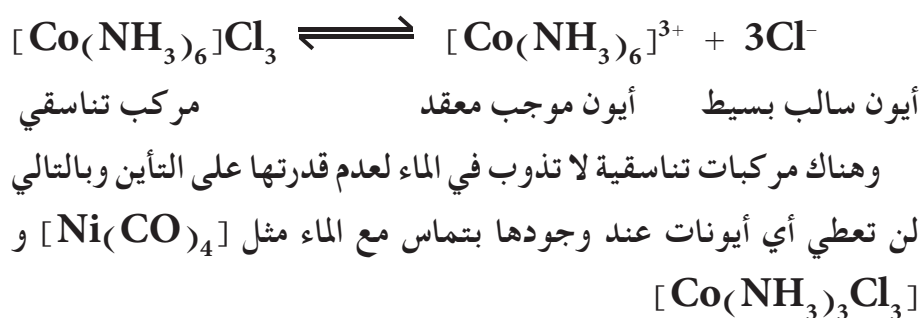 [Co(NH₃)₆]Cl₃ ⇌ [Co(NH₃)₆]³⁺ + 3Cl⁻
مركب تناسقي أيون موجب معقد أيون سالب بسيط
وهناك مركبات تناسقية لا تذوب في الماء لعدم قدرتها على التأين وبالتالي
لن تعطي أي أيونات عند وجودها بتماس مع الماء مثل [Ni(CO)₄] و
[Co(NH₃)₃Cl₃]